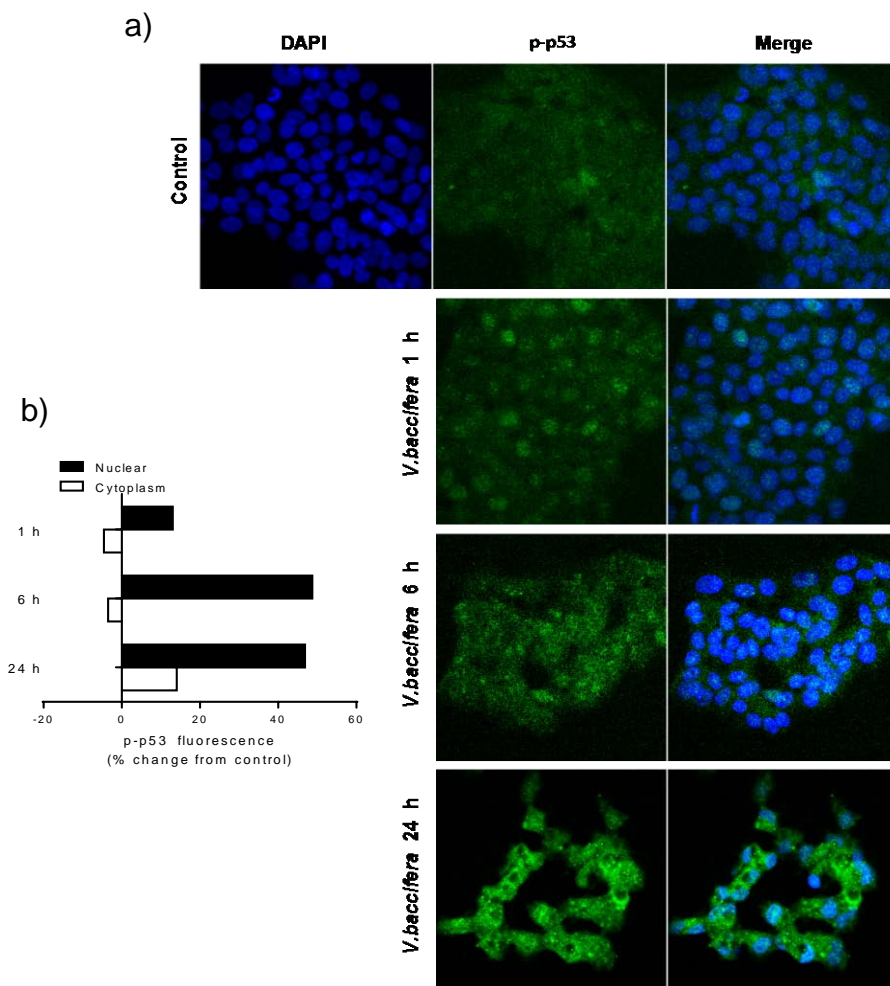 a)
DAPI p-p53 Merge
Control
V.baccifera 1 h
b)
Nuclear
Cytoplasm
1 h
6 h
24 h
-20 0 20 40 60
p-p53 fluorescence
(% change from control)
V.baccifera 6 h
V.baccifera 24 h